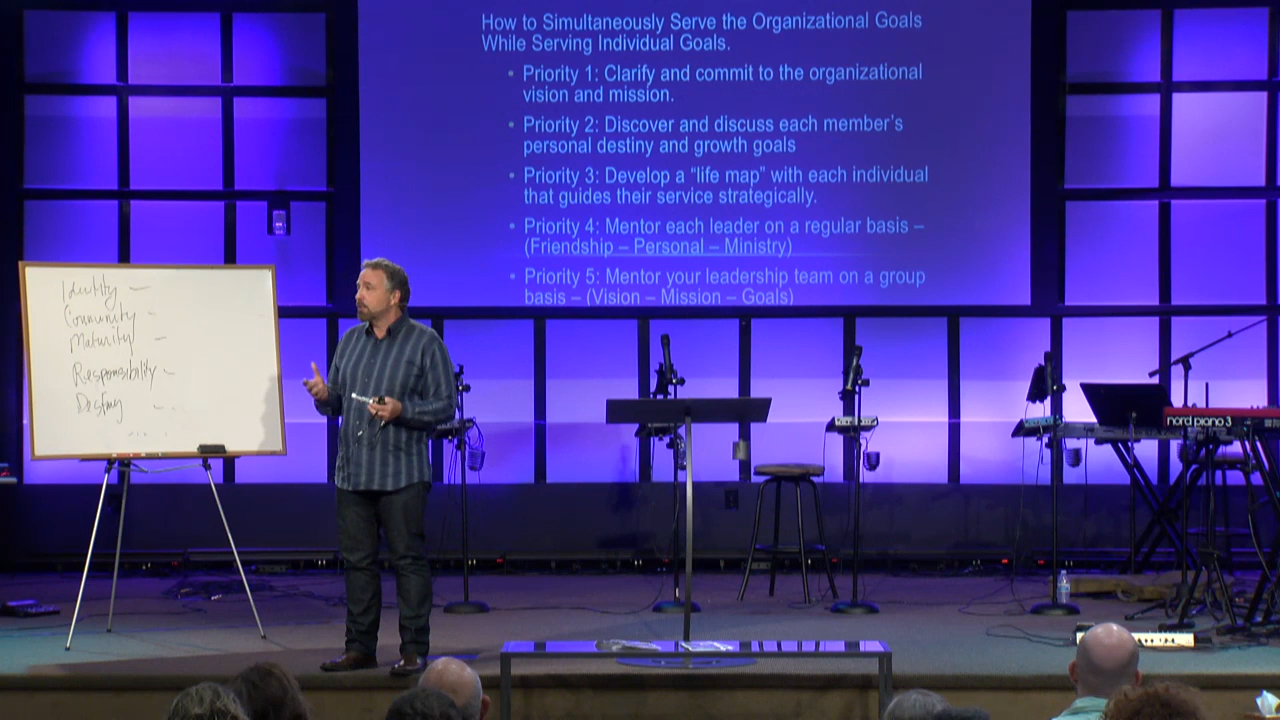 How to Simultaneously Serve the Organizational Goals
While Serving Individual Goals.
• Priority 1: Clarify and commit to the organizational
vision and mission.
• Priority 2: Discover and discuss each member's
personal destiny and growth goals
• Priority 3: Develop a “life map” with each individual
that guides their service strategically.
• Priority 4: Mentor each leader on a regular basis –
(Friendship – Personal – Ministry)
• Priority 5: Mentor your leadership team on a group
basis – (Vision – Mission – Goals)
Identity –
Community -
Maturity –
Responsibility -
Destiny - -
nord piano 3